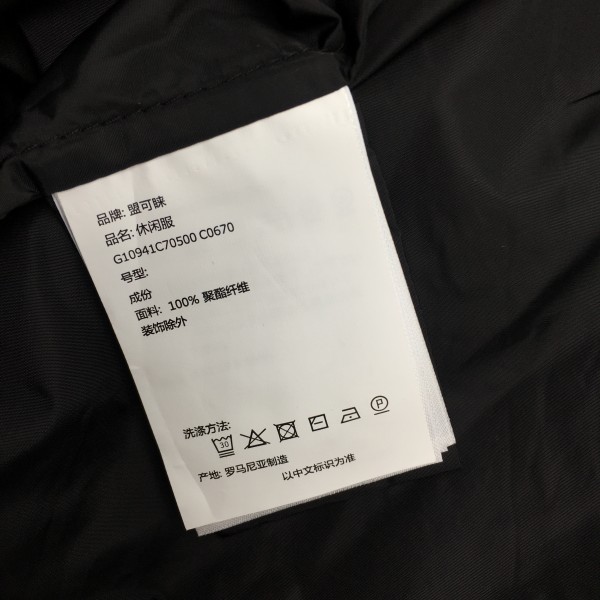 品牌: 盟可睐
品名: 休闲服
G10941C70500 C0670
号型:
成份
面料: 100% 聚酯纤维
装饰除外
洗涤方法:
30
P
产地: 罗马尼亚制造
以中文标识为准